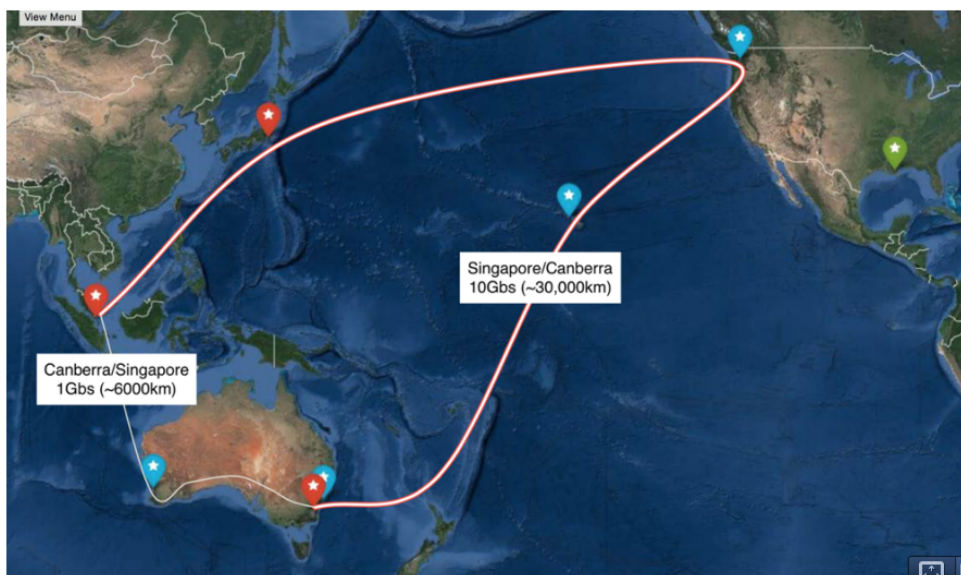 View Menu
Singapore/Canberra
10Gbs (~30,000km)
Canberra/Singapore
1Gbs (~6000km)